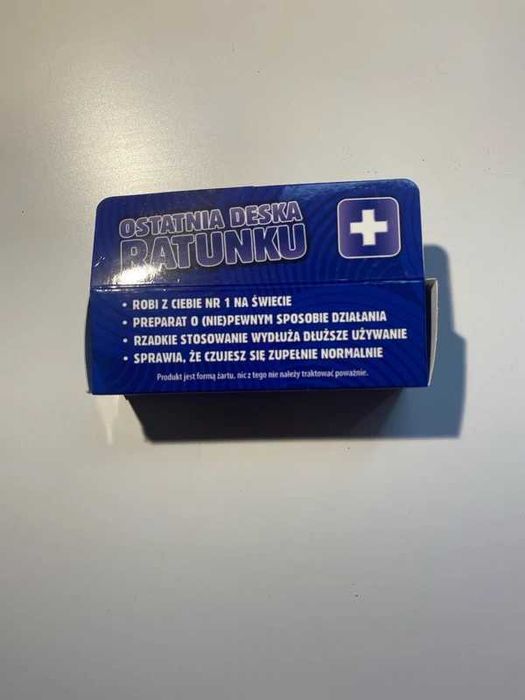 OSTATNIA DESKA
RATUNKU
• ROBI Z CIEBIE NR 1 NA ŚWIECIE
• PREPARAT O (NIE)PEWNYM SPOSOBIE DZIAŁANIA
• RZADKIE STOSOWANIE WYDŁUŻA DŁUŻSZE UŻYWANIE
• SPRAWIA, ŻE CZUJESZ SIĘ ZUPEŁNIE NORMALNIE
Produkt jest formą żartu, nic z tego nie należy traktować poważnie.